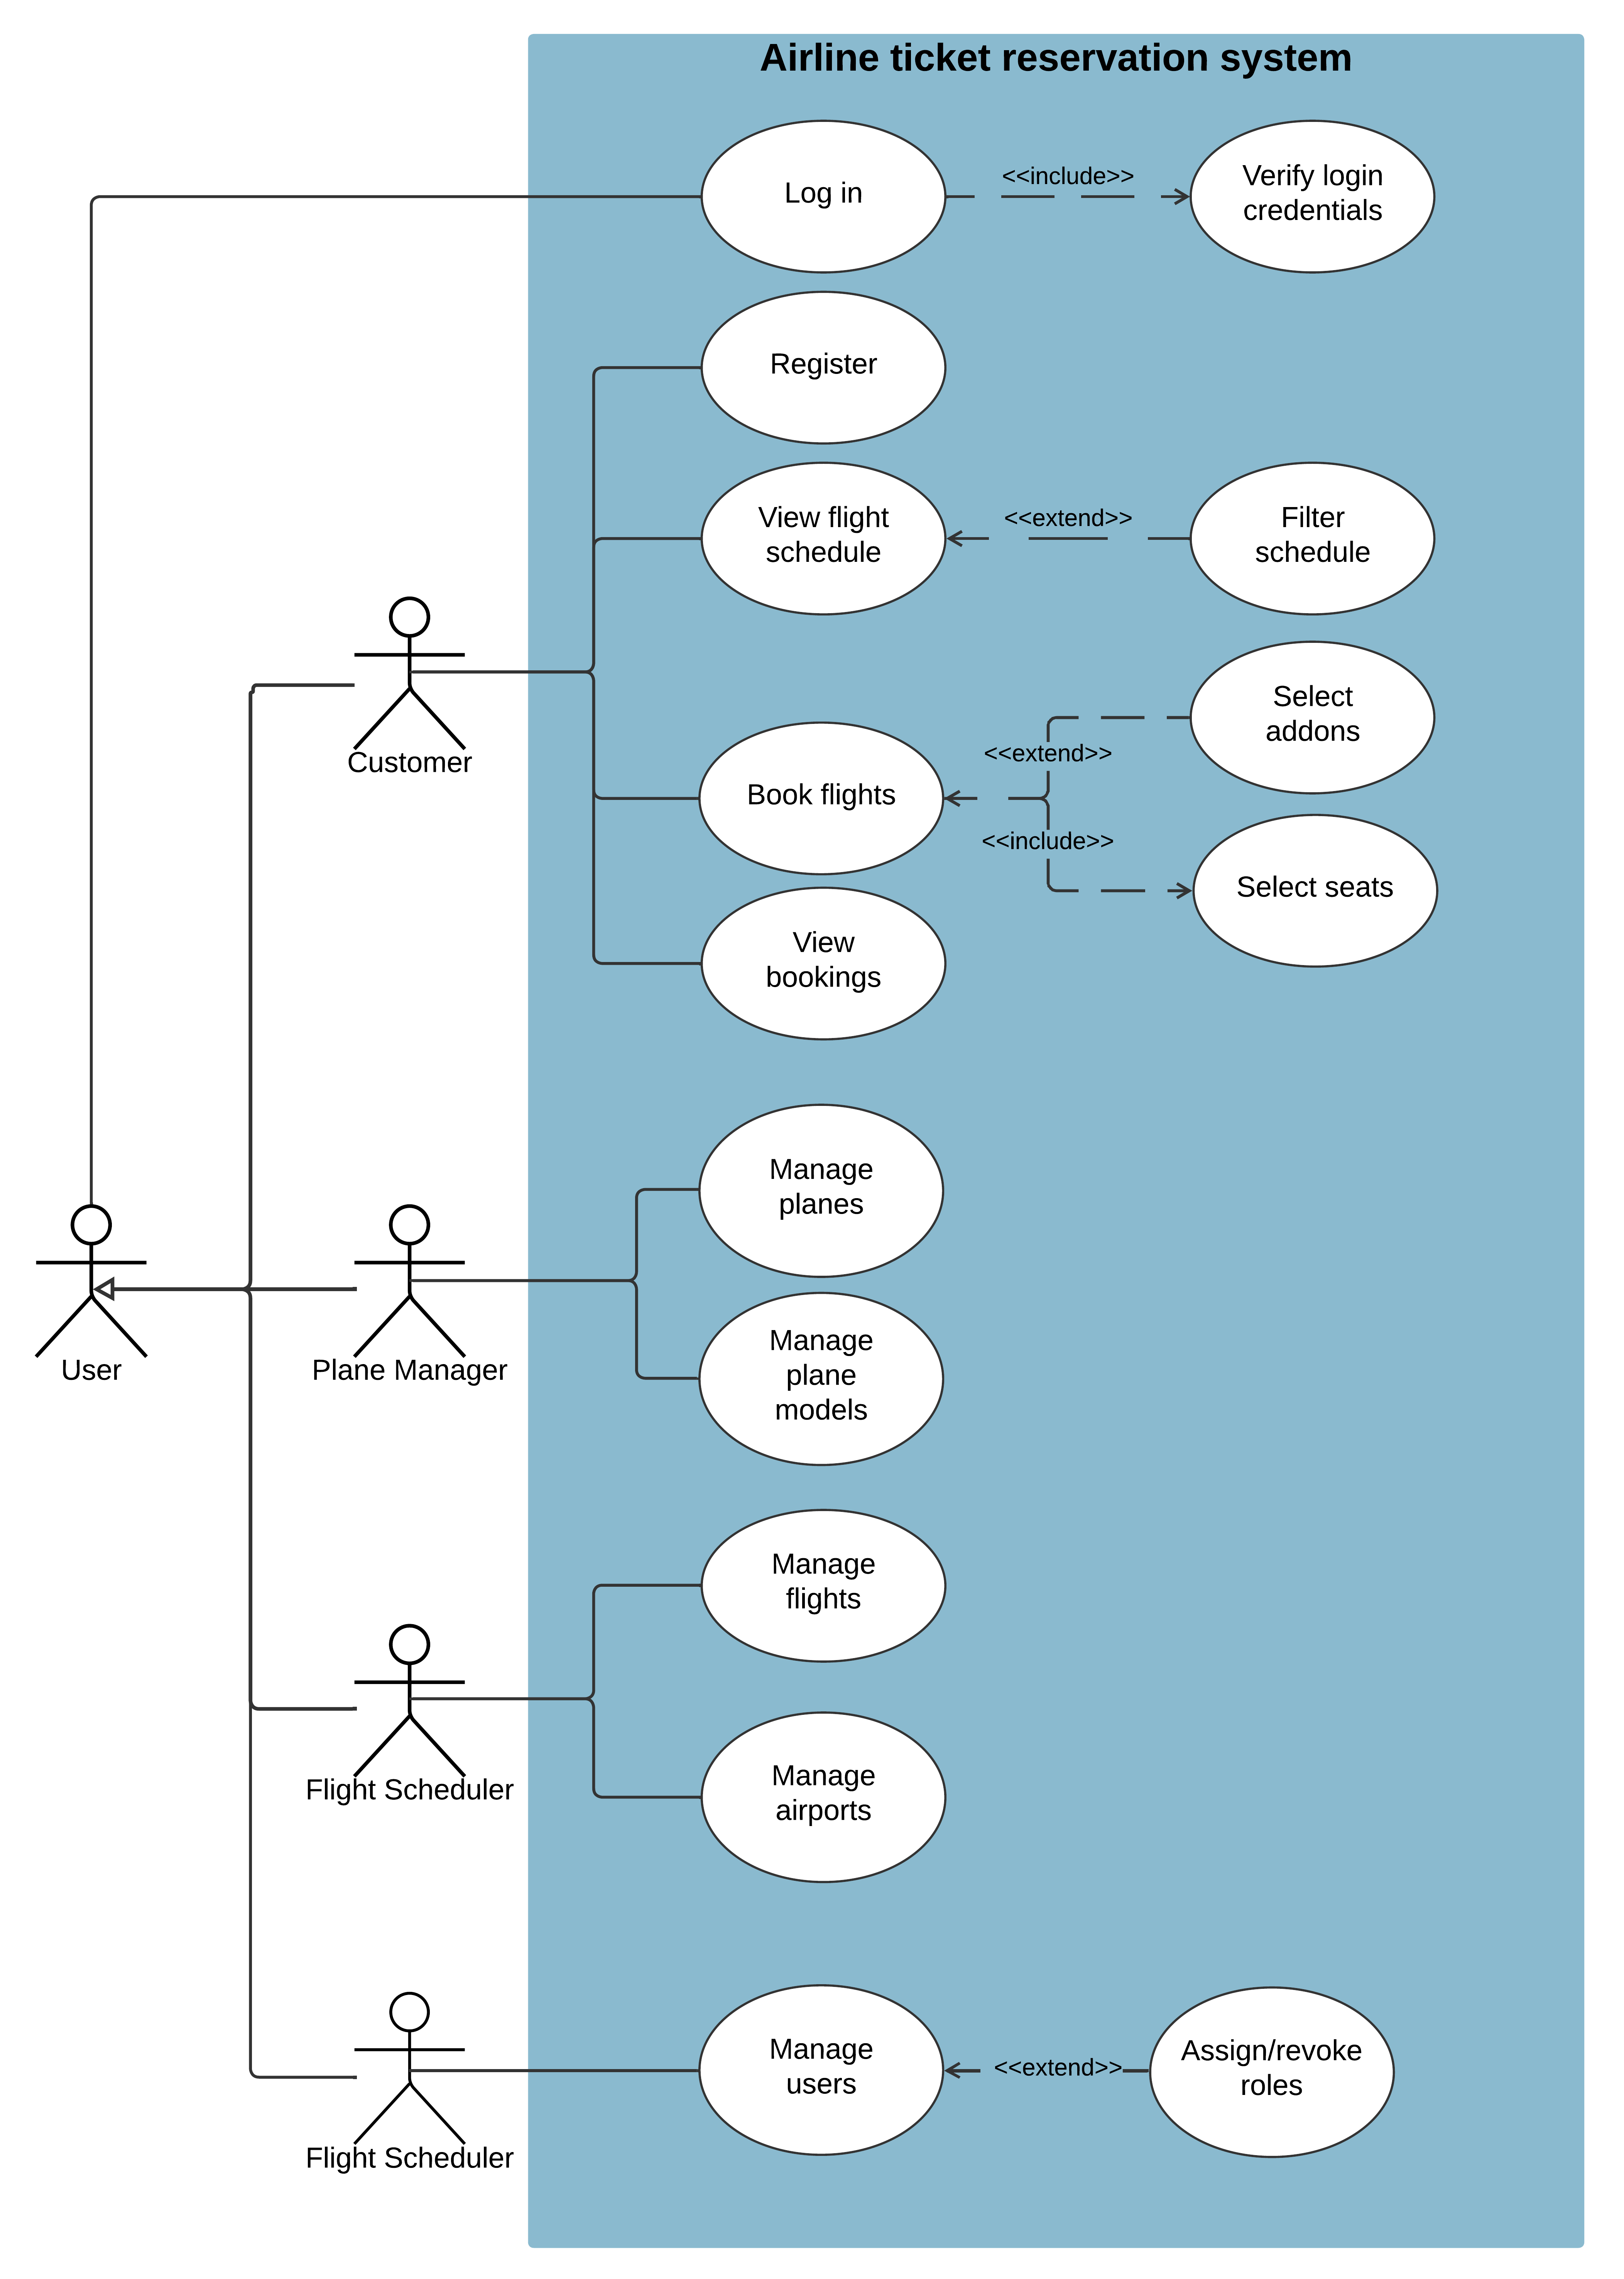 Airline ticket reservation system
Log in
<<include>>
Verify login
credentials
Register
View flight
schedule
<<extend>>
Filter
schedule
Customer
Book flights
<<extend>>
Select
addons
<<include>>
Select seats
View
bookings
User
Plane Manager
Manage
planes
Manage
plane
models
Flight Scheduler
Manage
flights
Manage
airports
Flight Scheduler
Manage
users
<<extend>>
Assign/revoke
roles